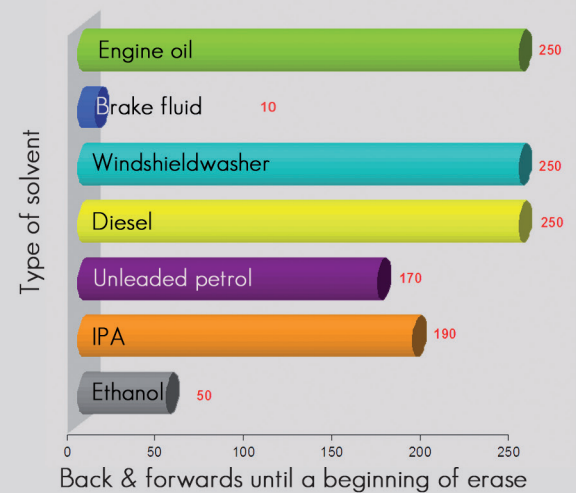 Engine oil 250
Brake fluid 10
Windshieldwasher 250
Diesel 250
Unleaded petrol 170
IPA 190
Ethanol 50
Type of solvent
0 50 100 150 200 250
Back & forwards until a beginning of erase